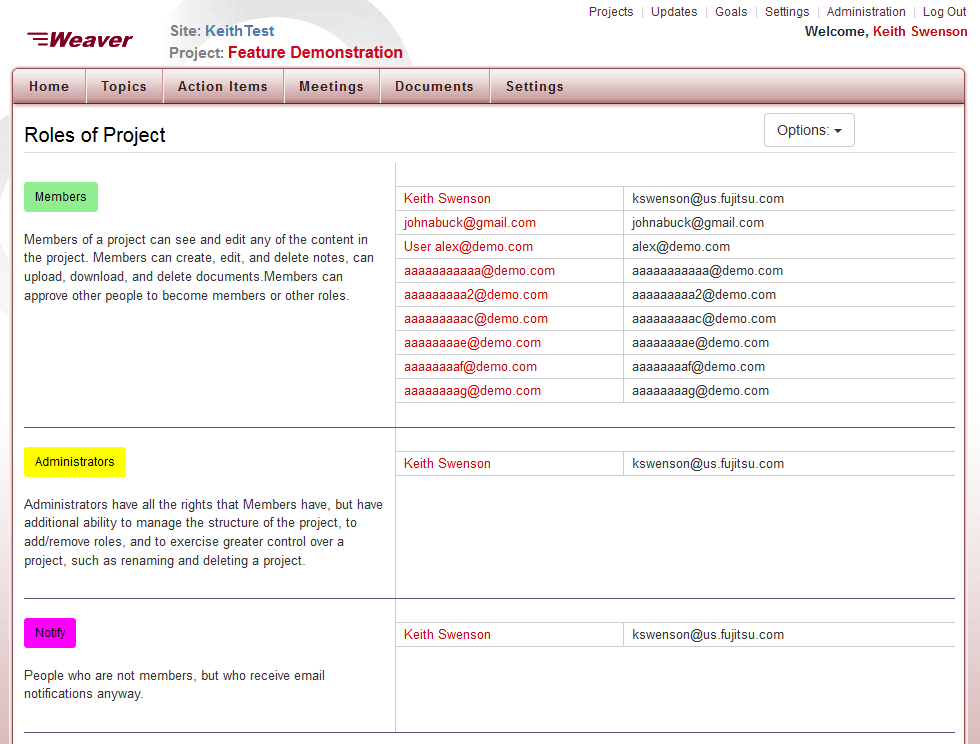 Projects | Updates | Goals | Settings | Administration | Log Out
Weaver
Site: KeithTest
Welcome, Keith Swenson
Project: Feature Demonstration
Home Topics Action Items Meetings Documents Settings
Roles of Project
Options:
Members
Members of a project can see and edit any of the content in
the project. Members can create, edit, and delete notes, can
upload, download, and delete documents.Members can
approve other people to become members or other roles.
Keith Swenson kswenson@us.fujitsu.com
johnabuck@gmail.com johnabuck@gmail.com
User alex@demo.com alex@demo.com
aaaaaaaaaaa@demo.com aaaaaaaaaaa@demo.com
aaaaaaaaa2@demo.com aaaaaaaaa2@demo.com
aaaaaaaaac@demo.com aaaaaaaaac@demo.com
aaaaaaaae@demo.com aaaaaaaae@demo.com
aaaaaaaaf@demo.com aaaaaaaaf@demo.com
aaaaaaaag@demo.com aaaaaaaag@demo.com
Administrators
Administrators have all the rights that Members have, but have
additional ability to manage the structure of the project, to
add/remove roles, and to exercise greater control over a
project, such as renaming and deleting a project.
Keith Swenson kswenson@us.fujitsu.com
Notify
People who are not members, but who receive email
notifications anyway.
Keith Swenson kswenson@us.fujitsu.com